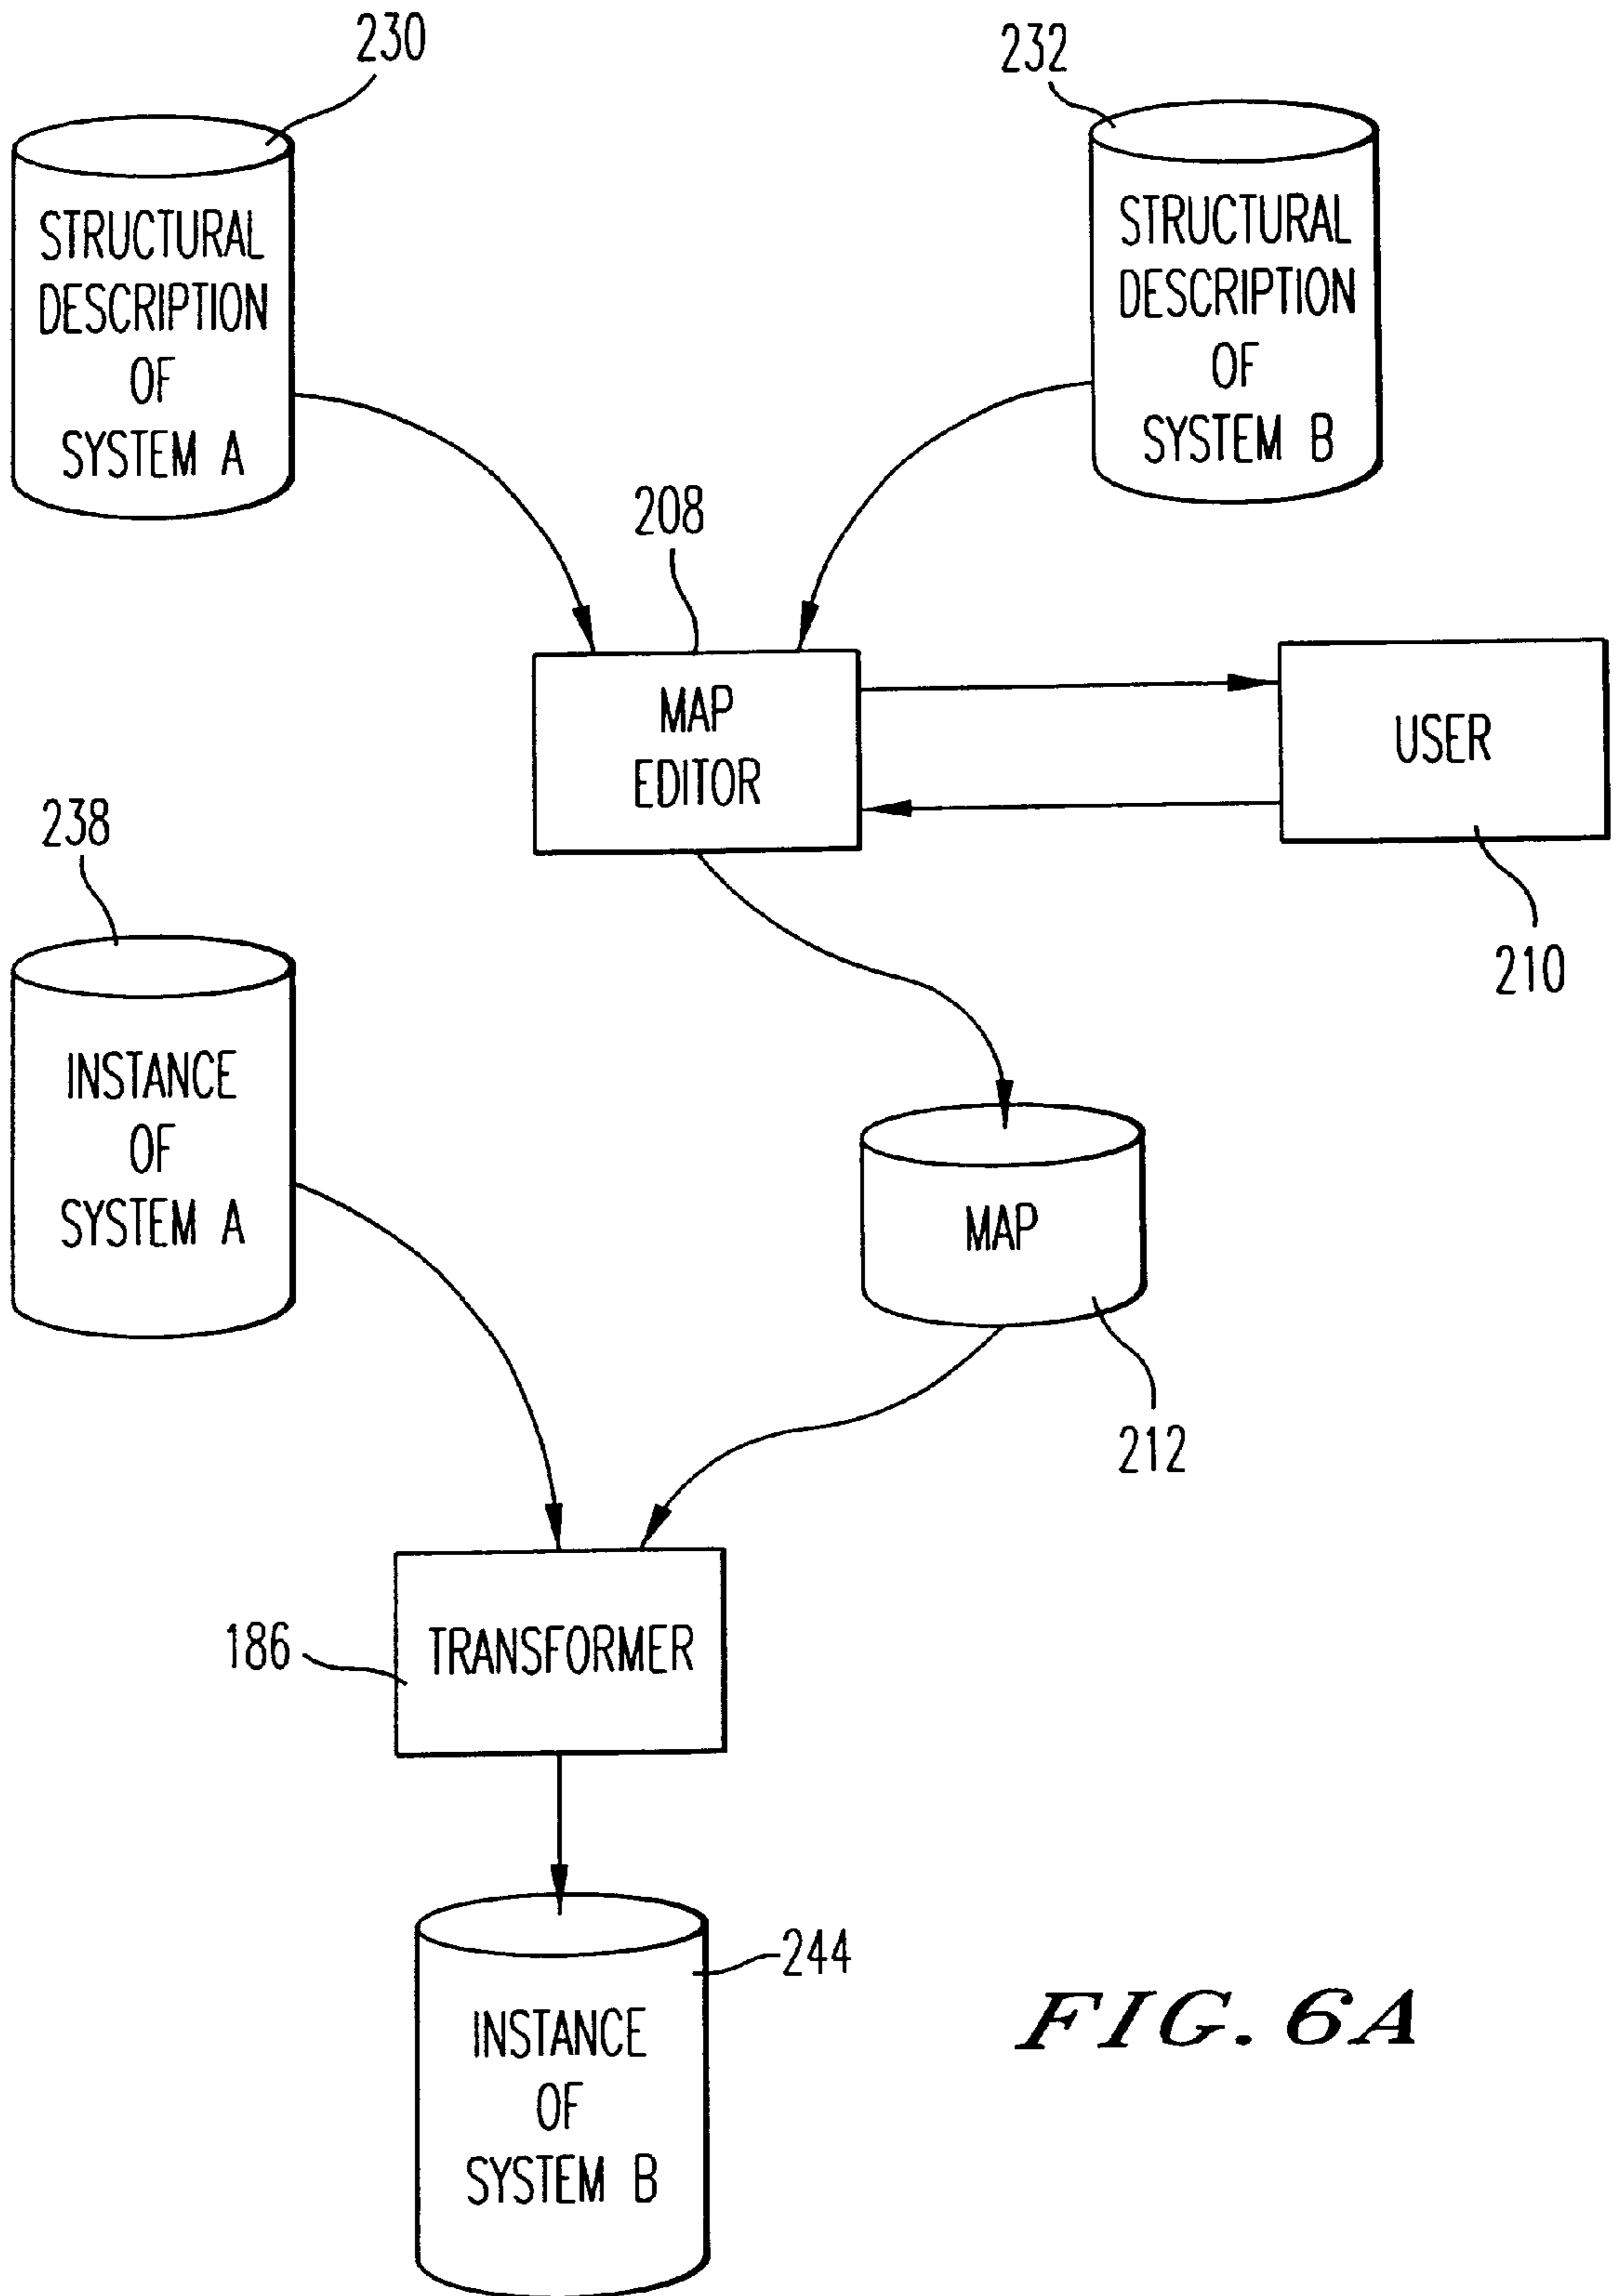 230
232
STRUCTURAL
DESCRIPTION
OF
SYSTEM A
STRUCTURAL
DESCRIPTION
OF
SYSTEM B
208
MAP
EDITOR
USER
210
238
INSTANCE
OF
SYSTEM A
MAP
212
186
TRANSFORMER
244
INSTANCE
OF
SYSTEM B
FIG. 6A